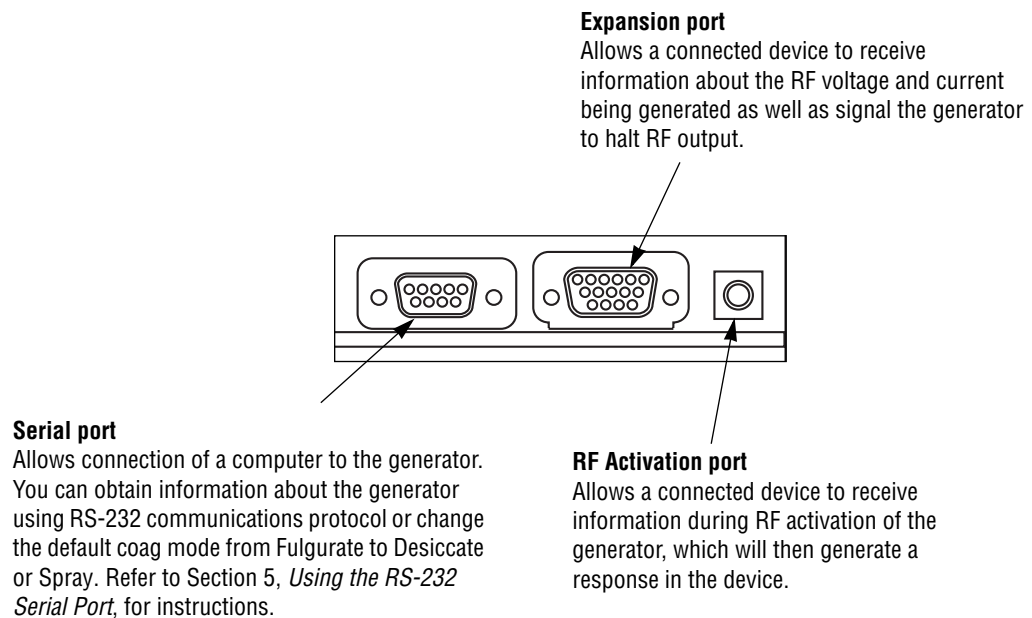 Expansion port
Allows a connected device to receive
information about the RF voltage and current
being generated as well as signal the generator
to halt RF output.
Serial port
Allows connection of a computer to the generator.
You can obtain information about the generator
using RS-232 communications protocol or change
the default coag mode from Fulgurate to Desiccate
or Spray. Refer to Section 5, Using the RS-232
Serial Port, for instructions.
RF Activation port
Allows a connected device to receive
information during RF activation of the
generator, which will then generate a
response in the device.